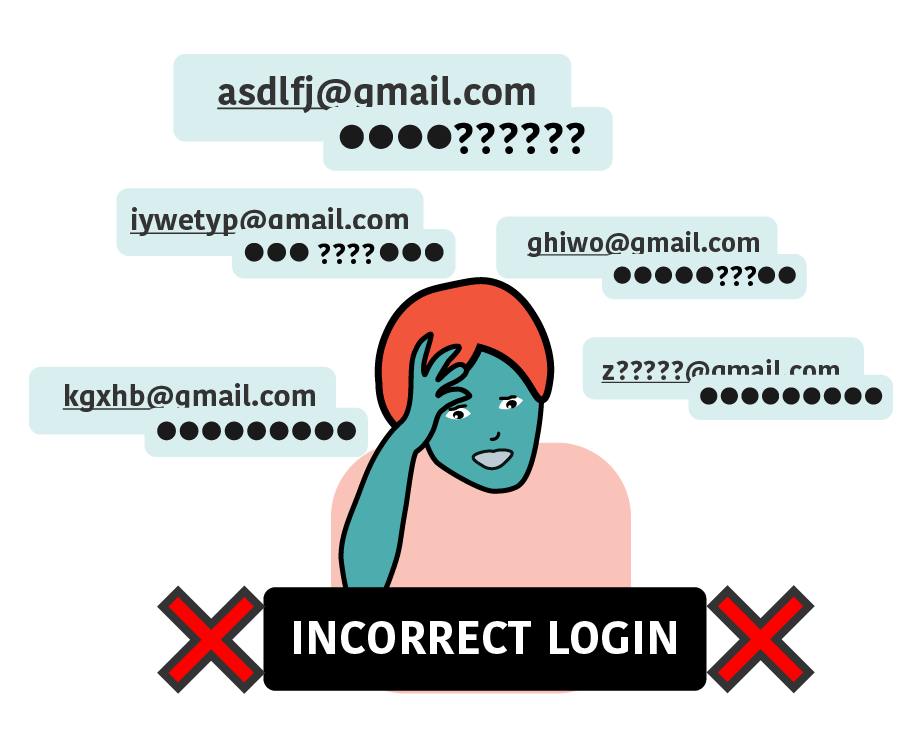 asdlfj@gmail.com
●●●●??????
iywetyp@gmail.com
●●● ????●●●
ghiwo@gmail.com
●●●●●???●●
z?????@gmail.com
●●●●●●●●●
kgxhb@gmail.com
●●●●●●●●●
INCORRECT LOGIN